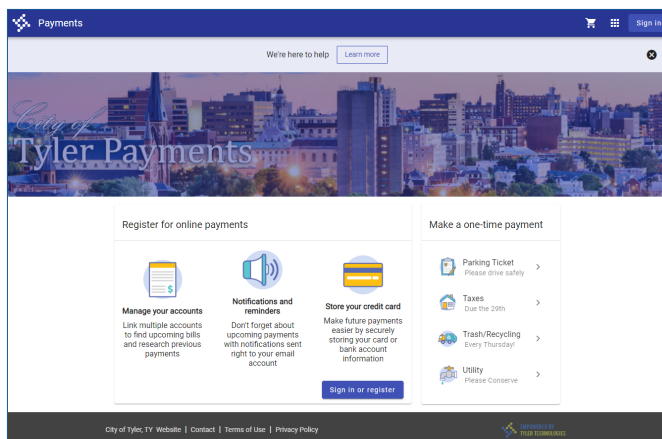 Payments
Sign in
We're here to help
Learn more
City of
Tyler Payments
Register for online payments
Manage your accounts
Link multiple accounts
to find upcoming bills
and research previous
payments
Notifications and
reminders
Don't forget about
upcoming payments
with notifications sent
right to your email
account
Store your credit card
Make future payments
easier by securely
storing your card or
bank account
information
Sign in or register
Make a one-time payment
Parking Ticket
Please drive safely
Taxes
Due the 29th
Trash/Recycling
Every Thursday!
Utility
Please Conserve
City of Tyler, TY Website | Contact | Terms of Use | Privacy Policy
EMPOWERED BY
TYLER TECHNOLOGIES